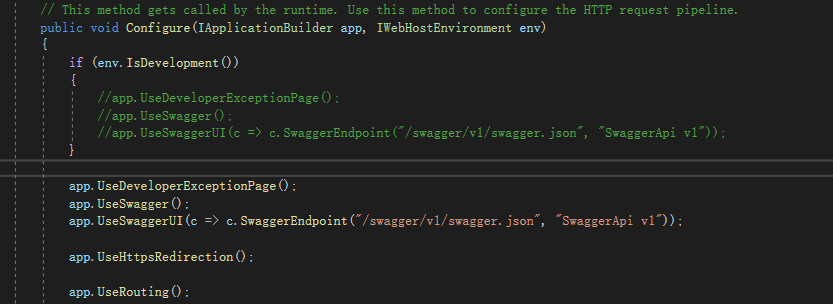 // This method gets called by the runtime. Use this method to configure the HTTP request pipeline.
public void Configure(IApplicationBuilder app, IWebHostEnvironment env)
{
if (env.IsDevelopment())
{
//app.UseDeveloperExceptionPage();
//app.UseSwagger();
//app.UseSwaggerUI(c => c.SwaggerEndpoint("/swagger/v1/swagger.json", "SwaggerApi v1"));
}
app.UseDeveloperExceptionPage();
app.UseSwagger();
app.UseSwaggerUI(c => c.SwaggerEndpoint("/swagger/v1/swagger.json", "SwaggerApi v1"));
app.UseHttpsRedirection();
app.UseRouting();